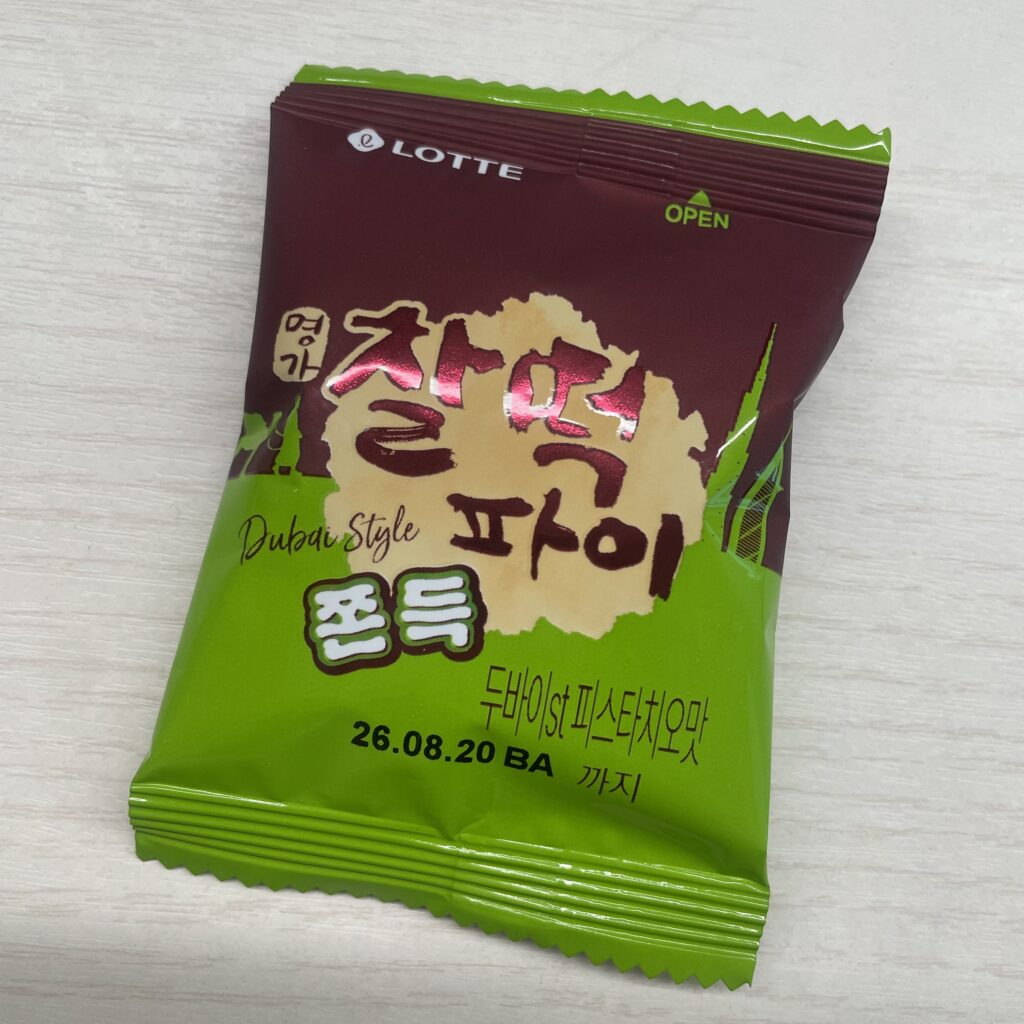 LOTTE
OPEN
명가
찰떡
파이
Dubai Style
쫀득
두바이st 피스타치오맛
26.08.20 BA 까지